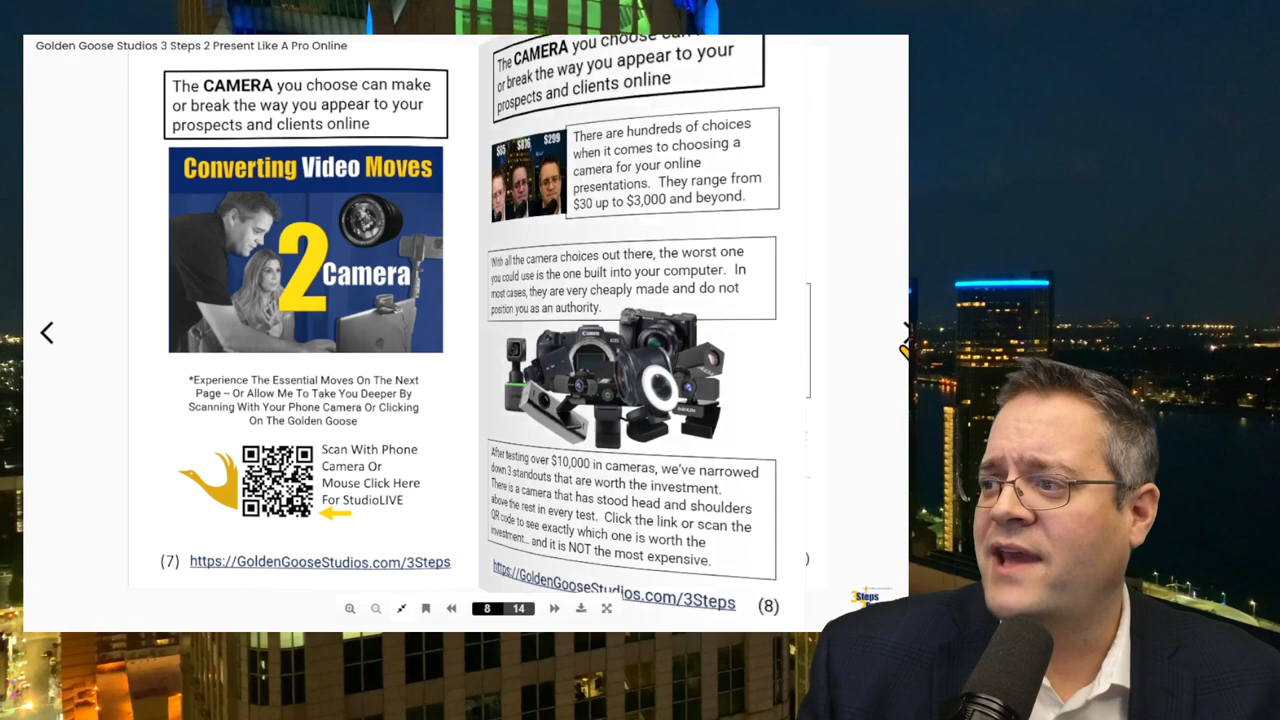 Golden Goose Studios 3 Steps 2 Present Like A Pro Online
The CAMERA you choose can make
or break the way you appear to your
prospects and clients online
Converting Video Moves
2
Camera
*Experience The Essential Moves On The Next
Page – Or Allow Me To Take You Deeper By
Scanning With Your Phone Camera Or Clicking
On The Golden Goose
Scan With Phone
Camera Or
Mouse Click Here
For StudioLIVE
(7) https://GoldenGooseStudios.com/3Steps
The CAMERA you choose can
or break the way you appear to your
prospects and clients online
$299
There are hundreds of choices
when it comes to choosing a
camera for your online
presentations. They range from
$30 up to $3,000 and beyond.
With all the camera choices out there, the worst one
you could use is the one built into your computer. In
most cases, they are very cheaply made and do not
position you as an authority.
Canon
After testing over $10,000 in cameras, we've narrowed
down 3 standouts that are worth the investment.
There is a camera that has stood head and shoulders
above the rest in every test. Click the link or scan the
QR code to see exactly which one is worth the
investment... and it is NOT the most expensive.
https://GoldenGooseStudios.com/3Steps (8)
3Steps
8 14